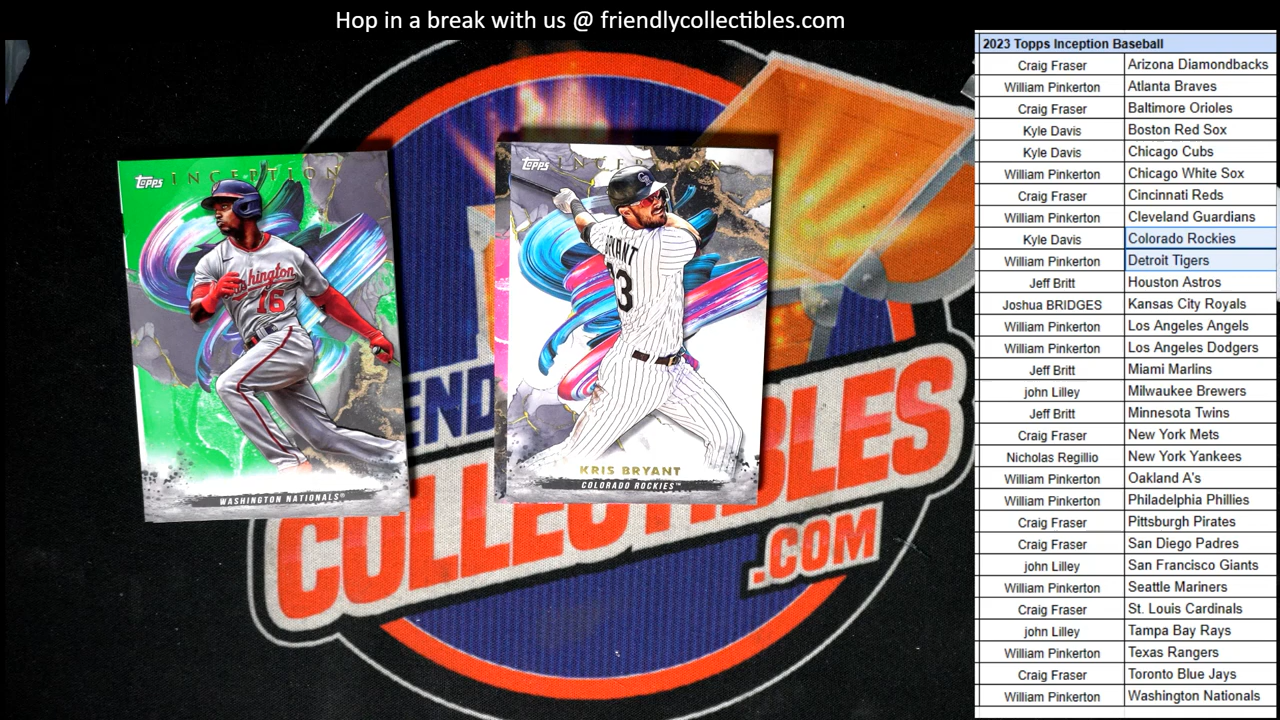 Hop in a break with us @ friendlycollectibles.com
2023 Topps Inception Baseball
Craig Fraser Arizona Diamondbacks
William Pinkerton Atlanta Braves
Craig Fraser Baltimore Orioles
Kyle Davis Boston Red Sox
Kyle Davis Chicago Cubs
William Pinkerton Chicago White Sox
Craig Fraser Cincinnati Reds
William Pinkerton Cleveland Guardians
Kyle Davis Colorado Rockies
William Pinkerton Detroit Tigers
Jeff Britt Houston Astros
Joshua BRIDGES Kansas City Royals
William Pinkerton Los Angeles Angels
William Pinkerton Los Angeles Dodgers
Jeff Britt Miami Marlins
john Lilley Milwaukee Brewers
Jeff Britt Minnesota Twins
Craig Fraser New York Mets
Nicholas Regillio New York Yankees
William Pinkerton Oakland A's
William Pinkerton Philadelphia Phillies
Craig Fraser Pittsburgh Pirates
Craig Fraser San Diego Padres
john Lilley San Francisco Giants
William Pinkerton Seattle Mariners
Craig Fraser St. Louis Cardinals
john Lilley Tampa Bay Rays
William Pinkerton Texas Rangers
Craig Fraser Toronto Blue Jays
William Pinkerton Washington Nationals
Topps INCEPTION
Washington
16
WASHINGTON NATIONALS®
Topps INCEPTION
CR
RYANT
3
KRIS BRYANT
COLORADO ROCKIES™
END
COLLECTIBLES
.COM